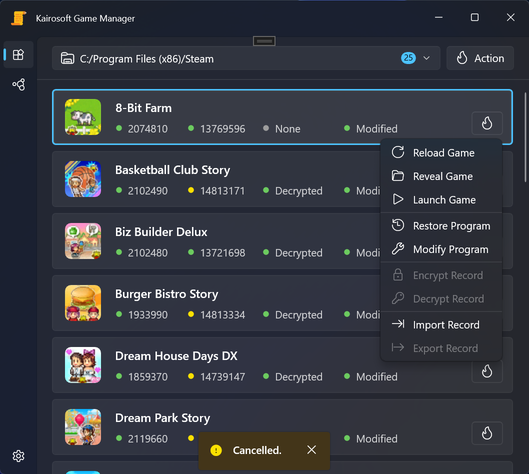 Kairosoft Game Manager
C:/Program Files (x86)/Steam 25 Action
8-Bit Farm
2074810 13769596 None Modified
Basketball Club Story
2102490 14813171 Decrypted
Biz Builder Delux
2102480 13721698 Decrypted
Burger Bistro Story
1933990 14813334 Decrypted
Dream House Days DX
1859370 14739147 Decrypted Modified
Dream Park Story
2119660 Modified
Reload Game
Reveal Game
Launch Game
Restore Program
Modify Program
Encrypt Record
Decrypt Record
Import Record
Export Record
Cancelled.